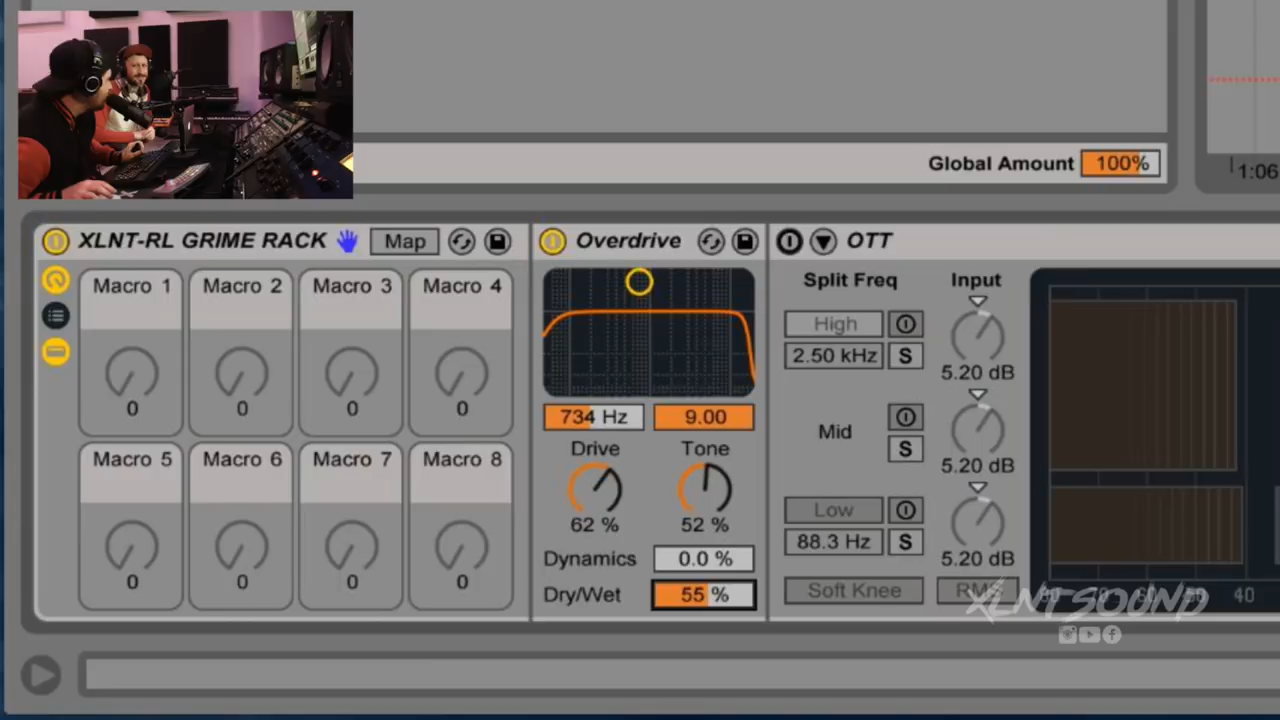 Global Amount 100%
1:06
XLNT-RL GRIME RACK Map
Overdrive
OTT
Macro 1 Macro 2 Macro 3 Macro 4
0 0 0 0
Macro 5 Macro 6 Macro 7 Macro 8
0 0 0 0
734 Hz 9.00
Drive Tone
62 % 52 %
Dynamics 0.0 %
Dry/Wet 55 %
Split Freq Input
High
2.50 kHz S
5.20 dB
Mid
S
5.20 dB
Low
88.3 Hz S
5.20 dB
Soft Knee RMS
80 70 60 50 40
XLNTSOUND